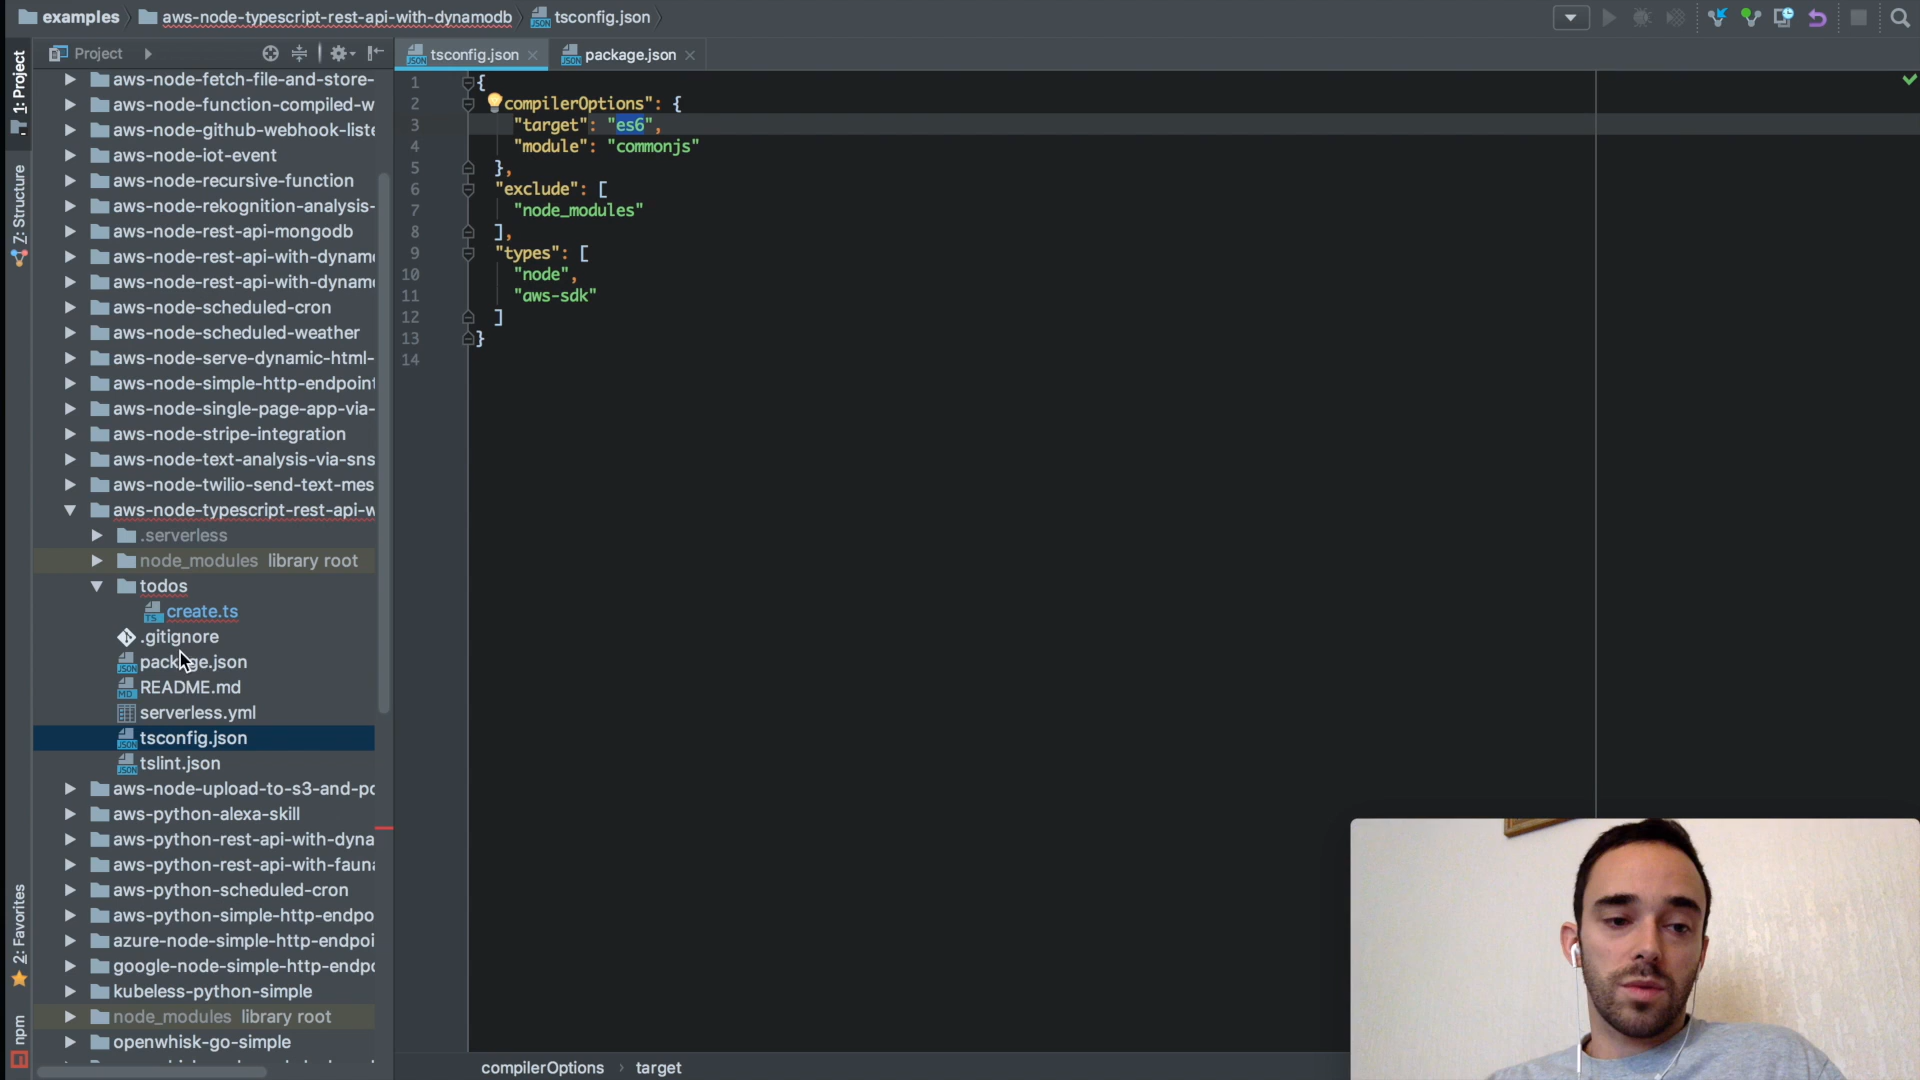 examples aws-node-typescript-rest-api-with-dynamodb tsconfig.json
1: Project
Z: Structure
2: Favorites
npm
Project
aws-node-fetch-file-and-store-
aws-node-function-compiled-w
aws-node-github-webhook-liste
aws-node-iot-event
aws-node-recursive-function
aws-node-rekognition-analysis-
aws-node-rest-api-mongodb
aws-node-rest-api-with-dynam
aws-node-rest-api-with-dynam
aws-node-scheduled-cron
aws-node-scheduled-weather
aws-node-serve-dynamic-html-
aws-node-simple-http-endpoint
aws-node-single-page-app-via-
aws-node-stripe-integration
aws-node-text-analysis-via-sns
aws-node-twilio-send-text-mes
aws-node-typescript-rest-api-w
.serverless
node_modules library root
todos
create.ts
.gitignore
package.json
README.md
serverless.yml
tsconfig.json
tslint.json
aws-node-upload-to-s3-and-po
aws-python-alexa-skill
aws-python-rest-api-with-dyna
aws-python-rest-api-with-fauna
aws-python-scheduled-cron
aws-python-simple-http-endpo
azure-node-simple-http-endpoi
google-node-simple-http-endpo
kubeless-python-simple
node_modules library root
openwhisk-go-simple
tsconfig.json package.json
1 {
2 compilerOptions": {
3 "target": "es6",
4 "module": "commonjs"
5 },
6 "exclude": [
7 "node_modules"
8 ],
9 "types": [
10 "node",
11 "aws-sdk"
12 ]
13 }
14
compilerOptions › target